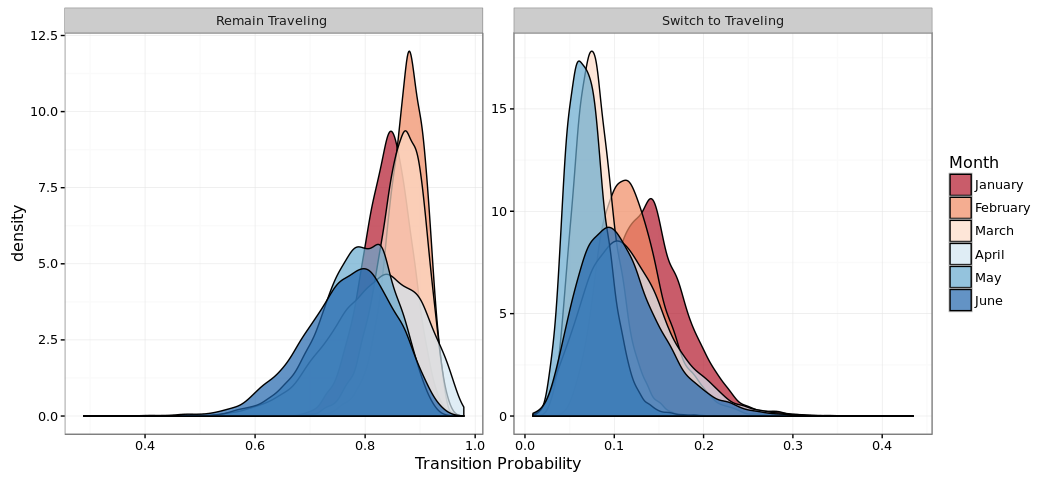 Remain Traveling
Switch to Traveling
12.5
10.0
7.5
5.0
2.5
0.0
15
10
5
0
density
0.4
0.6
0.8
1.0
0.0
0.1
0.2
0.3
0.4
Transition Probability
Month
January
February
March
April
May
June